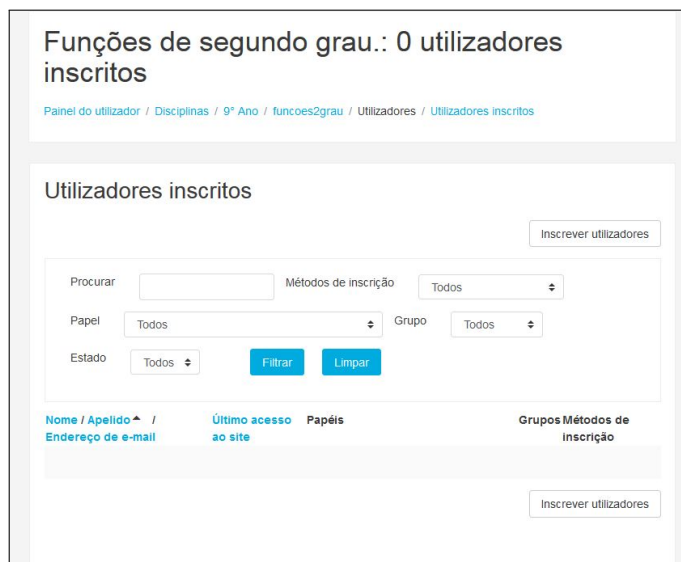 Funções de segundo grau.: 0 utilizadores
inscritos
Painel do utilizador / Disciplinas / 9° Ano / funcoes2grau / Utilizadores / Utilizadores inscritos
Utilizadores inscritos
Inscrever utilizadores
Procurar Métodos de inscrição Todos
Papel Todos Grupo Todos
Estado Todos Filtrar Limpar
Nome / Apelido / Último acesso Papéis Grupos Métodos de
Endereço de e-mail ao site inscrição
Inscrever utilizadores